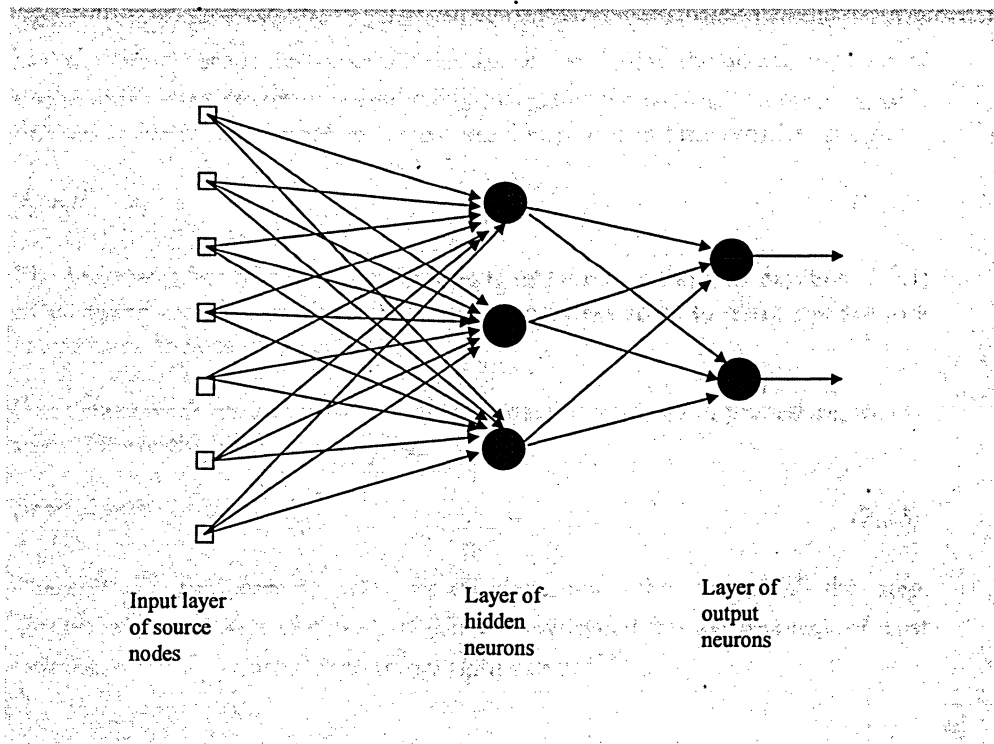 Input layer
of source
nodes
Layer of
hidden
neurons
Layer of
output
neurons